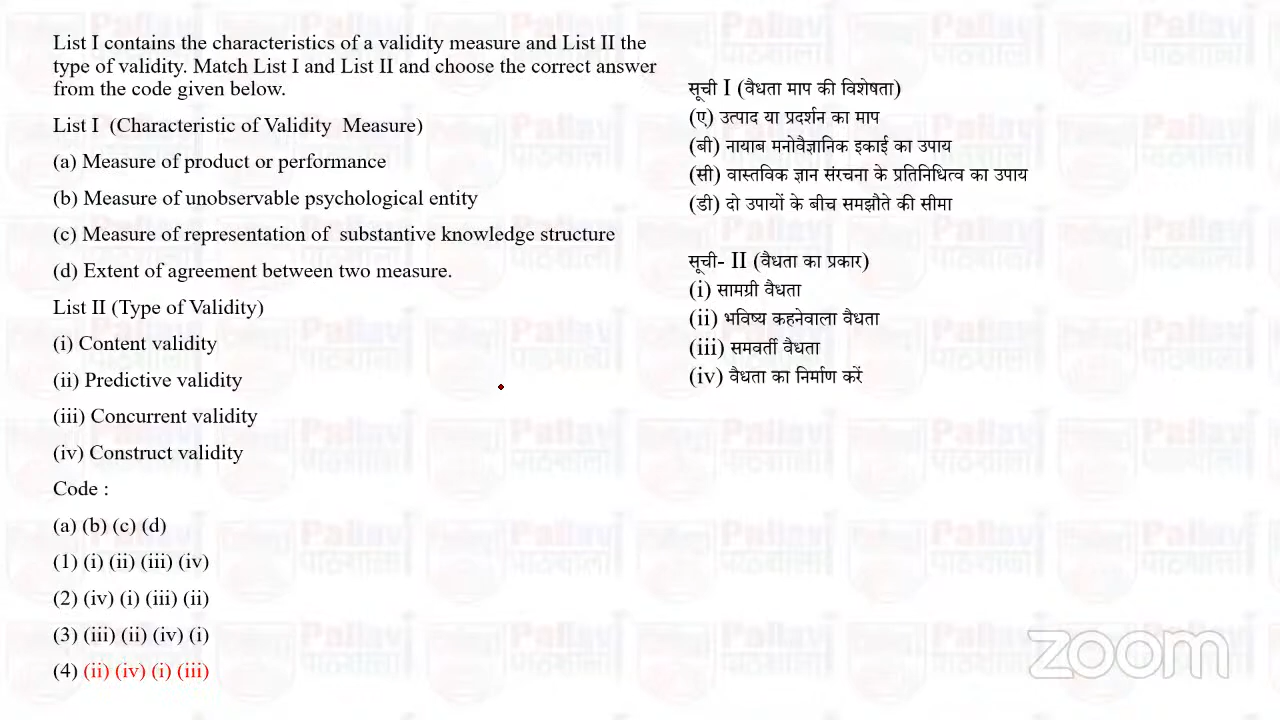 List I contains the characteristics of a validity measure and List II the
type of validity. Match List I and List II and choose the correct answer
from the code given below.
List I (Characteristic of Validity Measure)
(a) Measure of product or performance
(b) Measure of unobservable psychological entity
(c) Measure of representation of substantive knowledge structure
(d) Extent of agreement between two measure.
List II (Type of Validity)
(i) Content validity
(ii) Predictive validity
(iii) Concurrent validity
(iv) Construct validity
Code :
(a) (b) (c) (d)
(1) (i) (ii) (iii) (iv)
(2) (iv) (i) (iii) (ii)
(3) (iii) (ii) (iv) (i)
(4) (ii) (iv) (i) (iii)
सूची I (वैधता माप की विशेषता)
(ए) उत्पाद या प्रदर्शन का माप
(बी) नायाब मनोवैज्ञानिक इकाई का उपाय
(सी) वास्तविक ज्ञान संरचना के प्रतिनिधित्व का उपाय
(डी) दो उपायों के बीच समझौते की सीमा
सूची- II (वैधता का प्रकार)
(i) सामग्री वैधता
(ii) भविष्य कहनेवाला वैधता
(iii) समवर्ती वैधता
(iv) वैधता का निर्माण करें
zoom